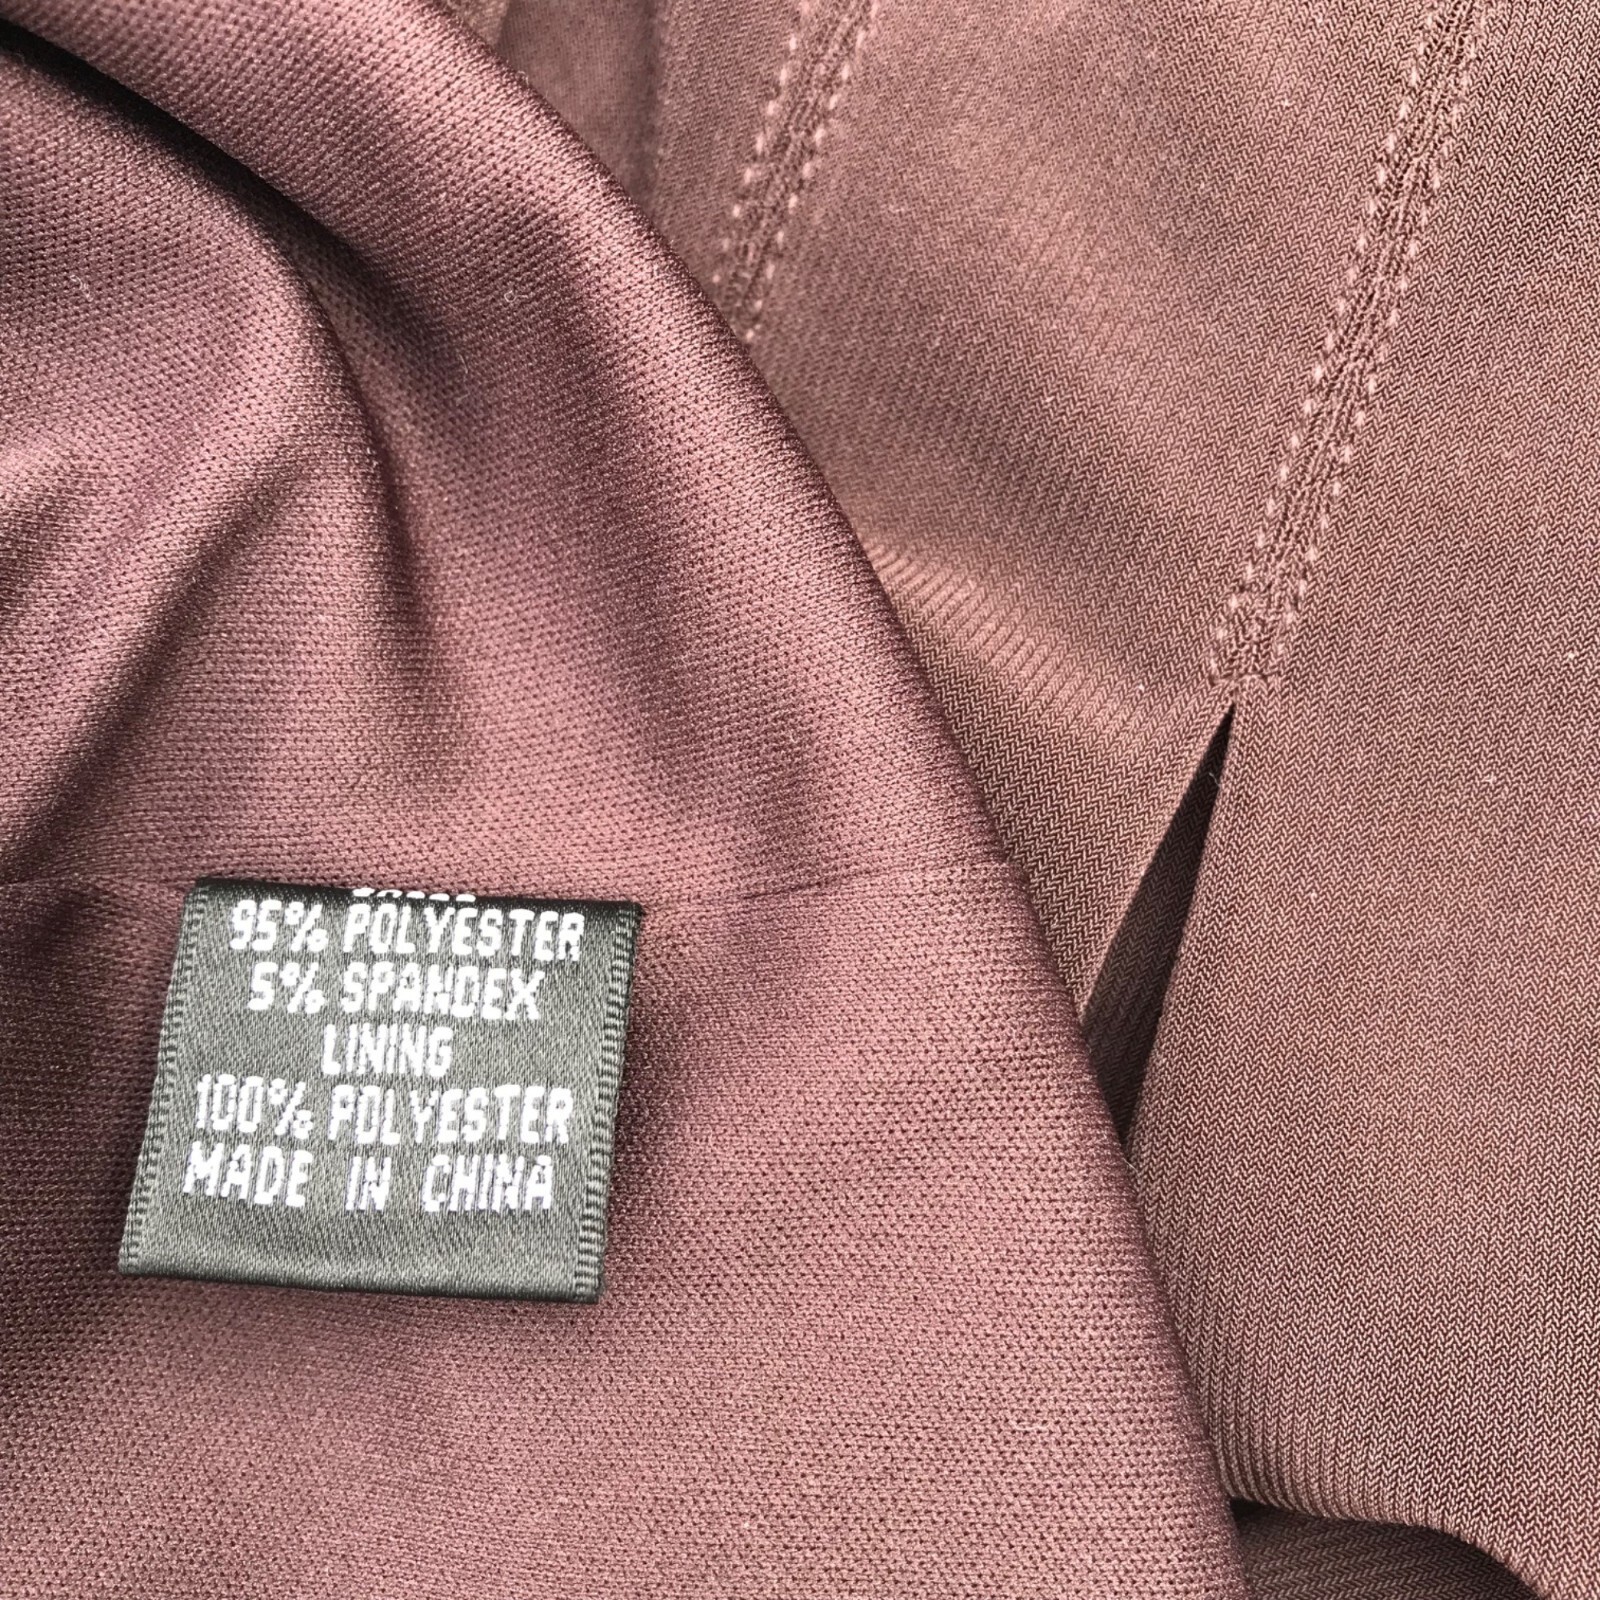 95% POLYESTER
5% SPANDEX
LINING
100% POLYESTER
MADE IN CHINA